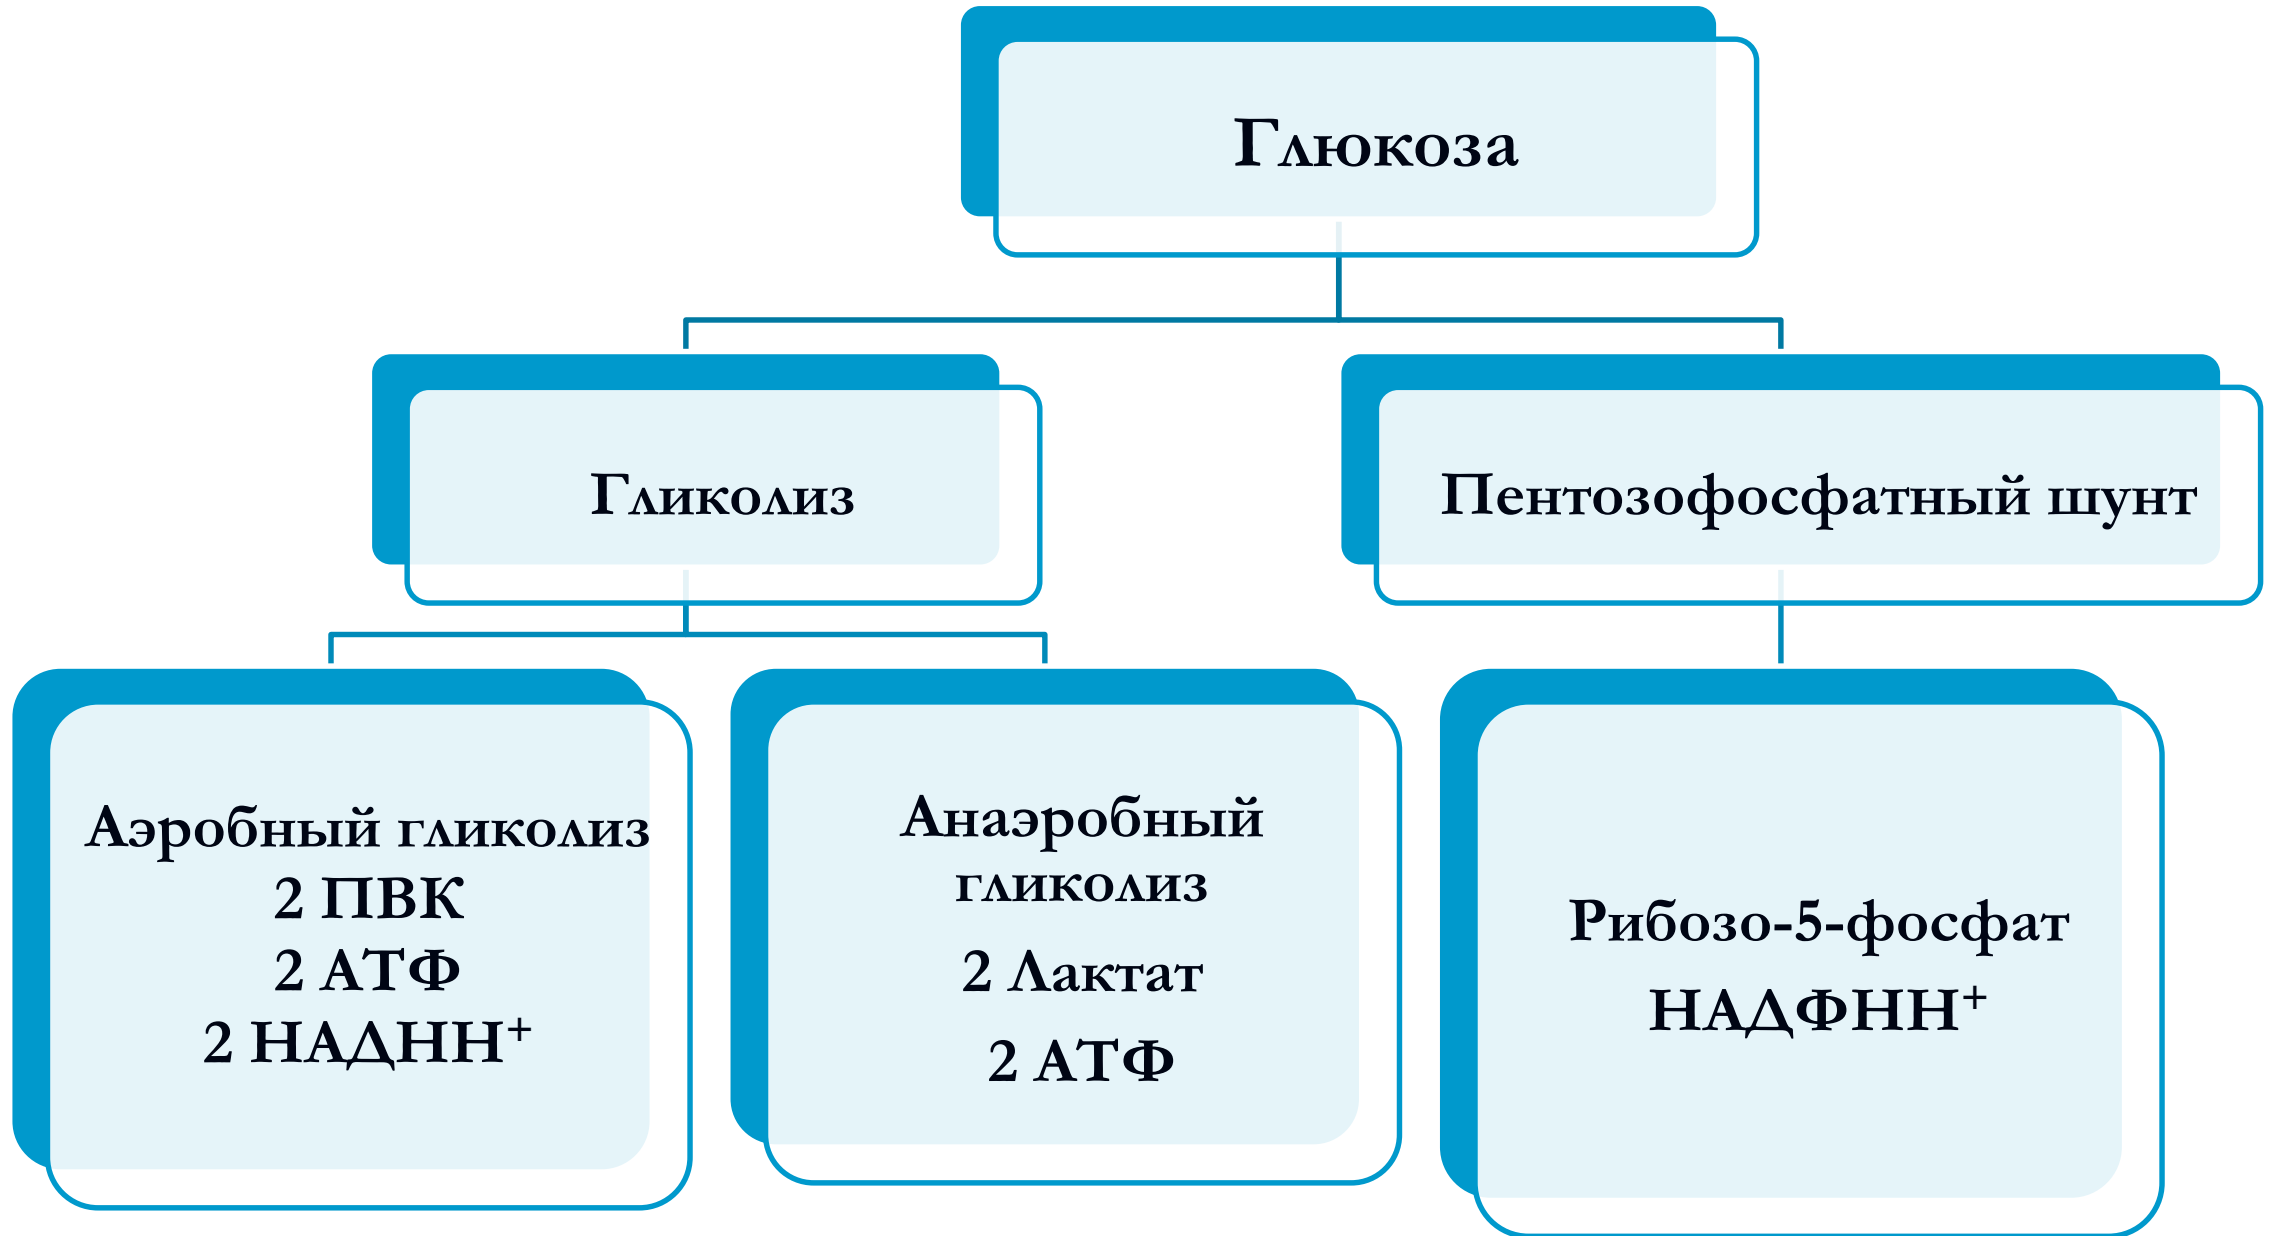 Глюкоза
Гликолиз
Пентозофосфатный шунт
Аэробный гликолиз
2 ПВК
2 АТФ
2 НАДНН⁺
Анаэробный
гликолиз
2 Лактат
2 АТФ
Рибозо-5-фосфат
НАДФНН⁺